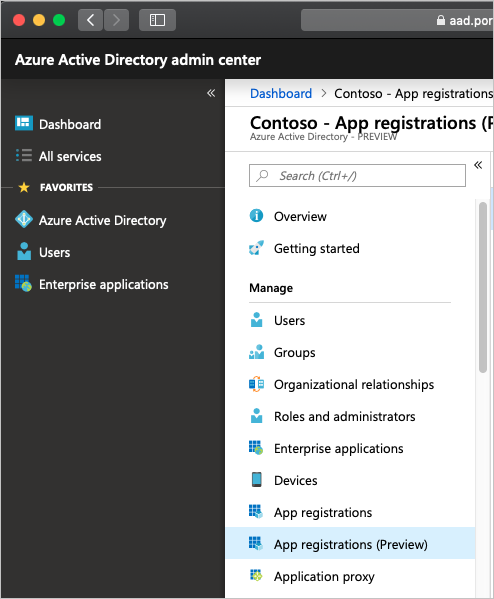 aad.por
Azure Active Directory admin center
«
Dashboard
All services
FAVORITES
Azure Active Directory
Users
Enterprise applications
Dashboard > Contoso - App registrations
Contoso - App registrations (P
Azure Active Directory - PREVIEW
Search (Ctrl+/)
«
Overview
Getting started
Manage
Users
Groups
Organizational relationships
Roles and administrators
Enterprise applications
Devices
App registrations
App registrations (Preview)
Application proxy